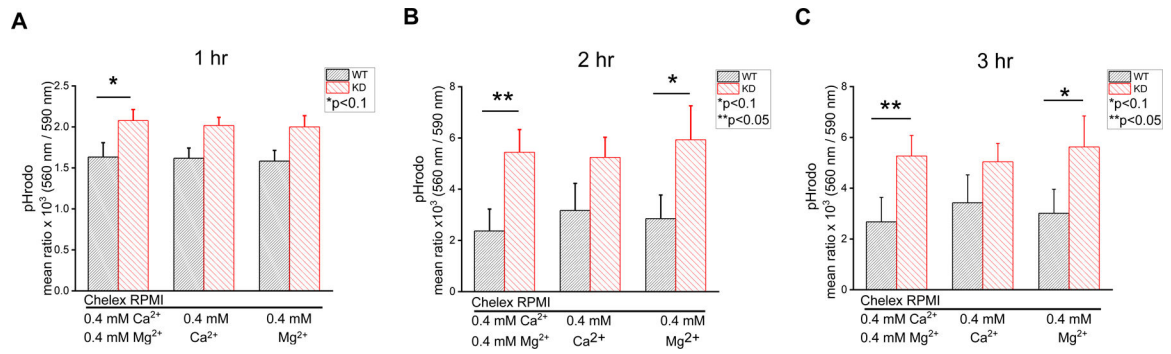 A
1 hr
WT
KD
*p<0.1
*
pHrodo
mean ratio x10³ (560 nm / 590 nm)
2.5
2.0
1.5
1.0
0.5
0.0
Chelex RPMI
0.4 mM Ca²⁺
0.4 mM Mg²⁺
0.4 mM
Ca²⁺
0.4 mM
Mg²⁺
B
2 hr
WT
KD
*p<0.1
**p<0.05
**
*
pHrodo
mean ratio x10³ (560 nm / 590 nm)
8
6
4
2
0
Chelex RPMI
0.4 mM Ca²⁺
0.4 mM Mg²⁺
0.4 mM
Ca²⁺
0.4 mM
Mg²⁺
C
3 hr
WT
KD
*p<0.1
**p<0.05
**
*
pHrodo
mean ratio x10³ (560 nm / 590 nm)
8
6
4
2
0
Chelex RPMI
0.4 mM Ca²⁺
0.4 mM Mg²⁺
0.4 mM
Ca²⁺
0.4 mM
Mg²⁺